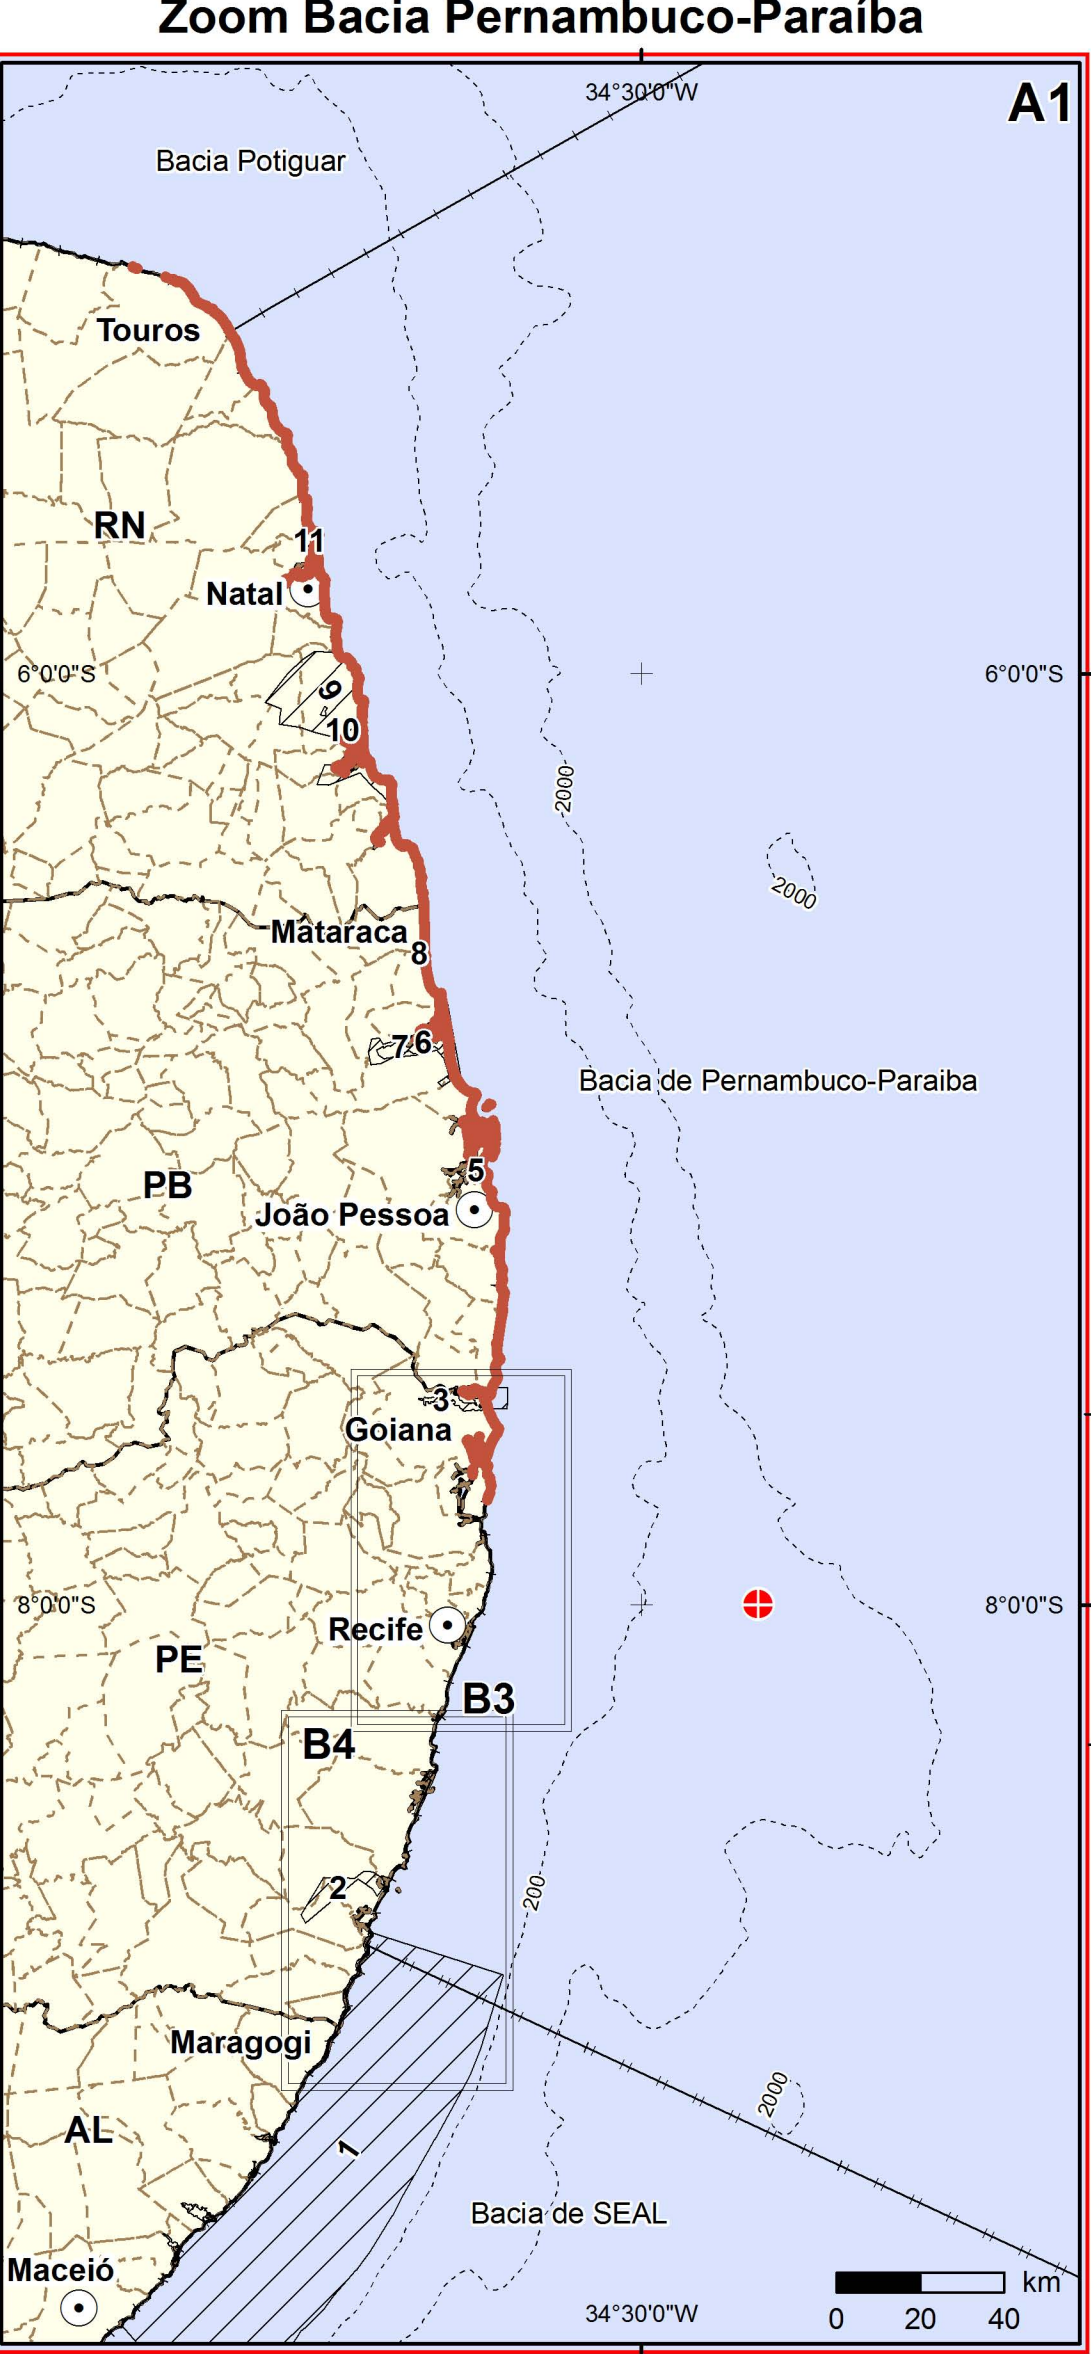 Zoom Bacia Pernambuco-Paraíba
34°30'0"W
A1
Bacia Potiguar
Touros
RN
11
Natal
6°0'0"S
6°0'0"S
9
10
2000
2000
Mataraca
8
7
6
Bacia de Pernambuco-Paraiba
5
PB
João Pessoa
3
Goiana
8°0'0"S
8°0'0"S
Recife
PE
B3
B4
2
200
Maragogi
2000
AL
1
Bacia de SEAL
Maceió
km
34°30'0"W
0 20 40